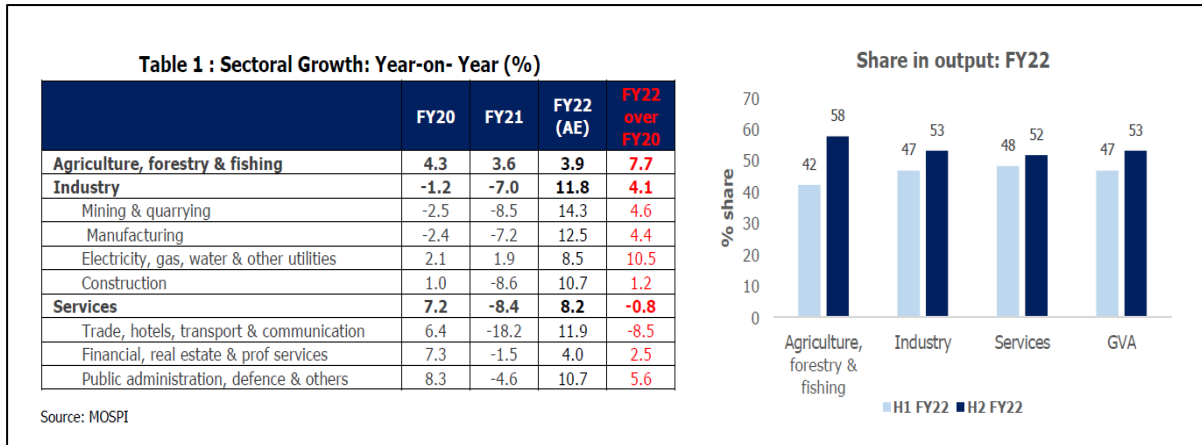 Table 1 : Sectoral Growth: Year-on- Year (%)
FY20 FY21 FY22 (AE) FY22 over FY20
Agriculture, forestry & fishing 4.3 3.6 3.9 7.7
Industry -1.2 -7.0 11.8 4.1
Mining & quarrying -2.5 -8.5 14.3 4.6
Manufacturing -2.4 -7.2 12.5 4.4
Electricity, gas, water & other utilities 2.1 1.9 8.5 10.5
Construction 1.0 -8.6 10.7 1.2
Services 7.2 -8.4 8.2 -0.8
Trade, hotels, transport & communication 6.4 -18.2 11.9 -8.5
Financial, real estate & prof services 7.3 -1.5 4.0 2.5
Public administration, defence & others 8.3 -4.6 10.7 5.6
Source: MOSPI
Share in output: FY22
% share
70
60
50
40
30
20
10
0
42 58 47 53 48 52 47 53
Agriculture, forestry & fishing
Industry
Services
GVA
H1 FY22 H2 FY22